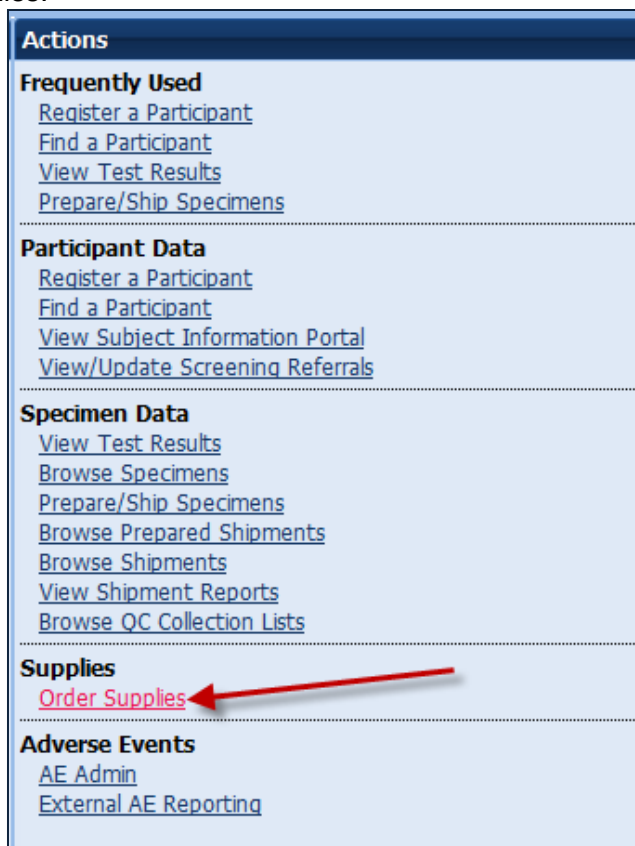 Actions
Frequently Used
Register a Participant
Find a Participant
View Test Results
Prepare/Ship Specimens
Participant Data
Register a Participant
Find a Participant
View Subject Information Portal
View/Update Screening Referrals
Specimen Data
View Test Results
Browse Specimens
Prepare/Ship Specimens
Browse Prepared Shipments
Browse Shipments
View Shipment Reports
Browse QC Collection Lists
Supplies
Order Supplies
Adverse Events
AE Admin
External AE Reporting